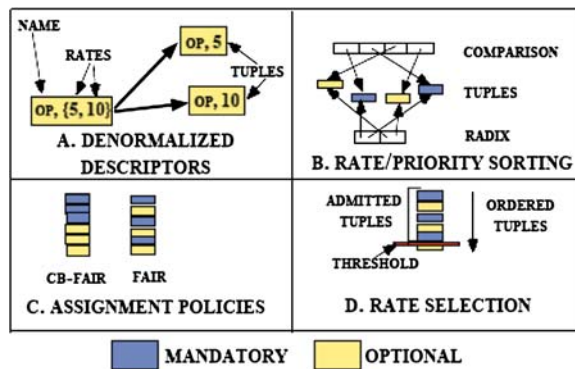 NAME
RATES
OP, {5, 10}
OP, 5
TUPLES
OP, 10
A. DENORMALIZED
DESCRIPTORS
COMPARISON
TUPLES
RADIX
B. RATE/PRIORITY SORTING
CB-FAIR
FAIR
C. ASSIGNMENT POLICIES
ADMITTED
TUPLES
ORDERED
TUPLES
THRESHOLD
D. RATE SELECTION
MANDATORY
OPTIONAL